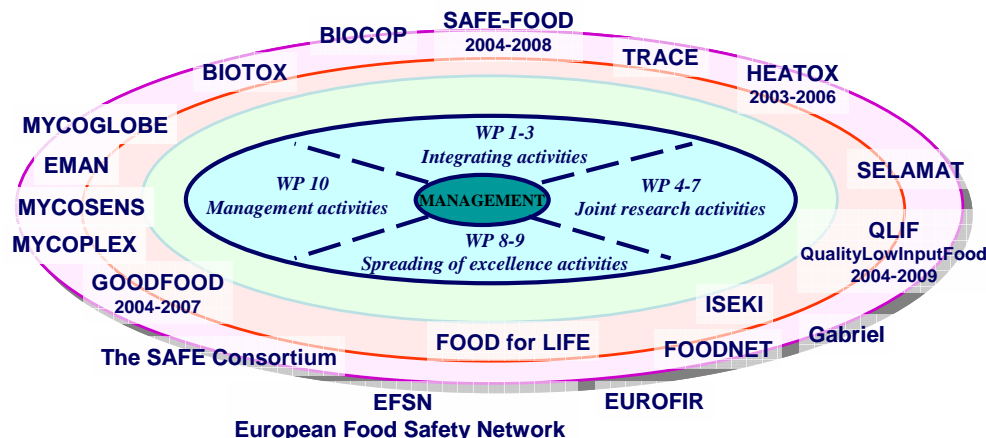 SAFE-FOOD
2004-2008
BIOCOP
TRACE
BIOTOX
HEATOX
2003-2006
MYCOGLOBE
WP 1-3
Integrating activities
EMAN
SELAMAT
WP 10
Management activities
MANAGEMENT
WP 4-7
Joint research activities
MYCOSENS
QLIF
QualityLowInputFood
2004-2009
MYCOPLEX
WP 8-9
Spreading of excellence activities
GOODFOOD
2004-2007
ISEKI
Gabriel
FOOD for LIFE
FOODNET
The SAFE Consortium
EFSN
European Food Safety Network
EUROFIR